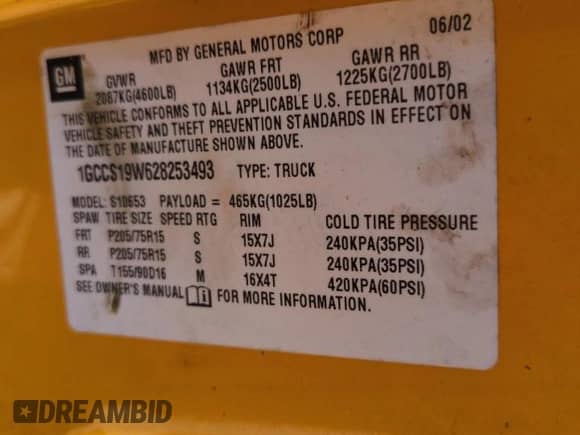 06/02
GM
MFD BY GENERAL MOTORS CORP
GVWR GAWR FRT GAWR RR
2087KG(4600LB) 1134KG(2500LB) 1225KG(2700LB)
THIS VEHICLE CONFORMS TO ALL APPLICABLE U.S. FEDERAL MOTOR
VEHICLE SAFETY AND THEFT PREVENTION STANDARDS IN EFFECT ON
THE DATE OF MANUFACTURE SHOWN ABOVE.
1GCCS19W628253493 TYPE: TRUCK
MODEL: S10653 PAYLOAD = 465KG(1025LB)
SPAW TIRE SIZE SPEED RTG RIM COLD TIRE PRESSURE
FRT P205/75R15 S 15X7J 240KPA(35PSI)
RR P205/75R15 S 15X7J 240KPA(35PSI)
SPA T155/90D16 M 16X4T 420KPA(60PSI)
SEE OWNER'S MANUAL FOR MORE INFORMATION.
DREAMBID